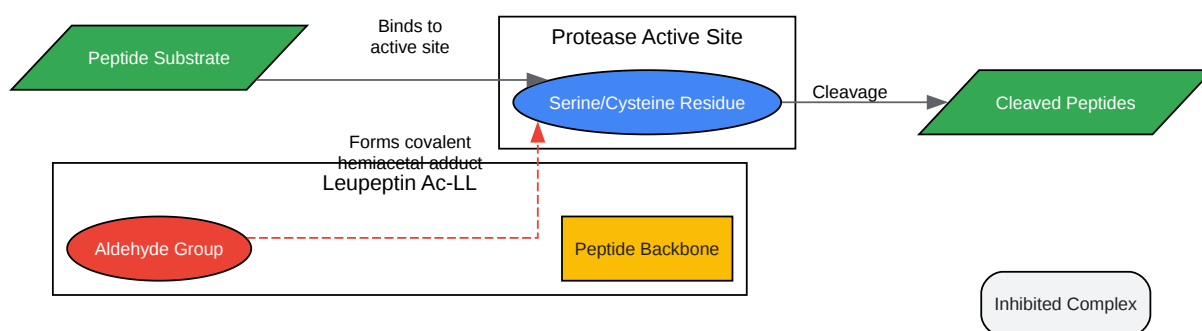 Binds to
active site
Protease Active Site
Peptide Substrate
Serine/Cysteine Residue
Cleavage
Cleaved Peptides
Forms covalent
hemiacetal adduct
Leupeptin Ac-LL
Aldehyde Group
Peptide Backbone
Inhibited Complex